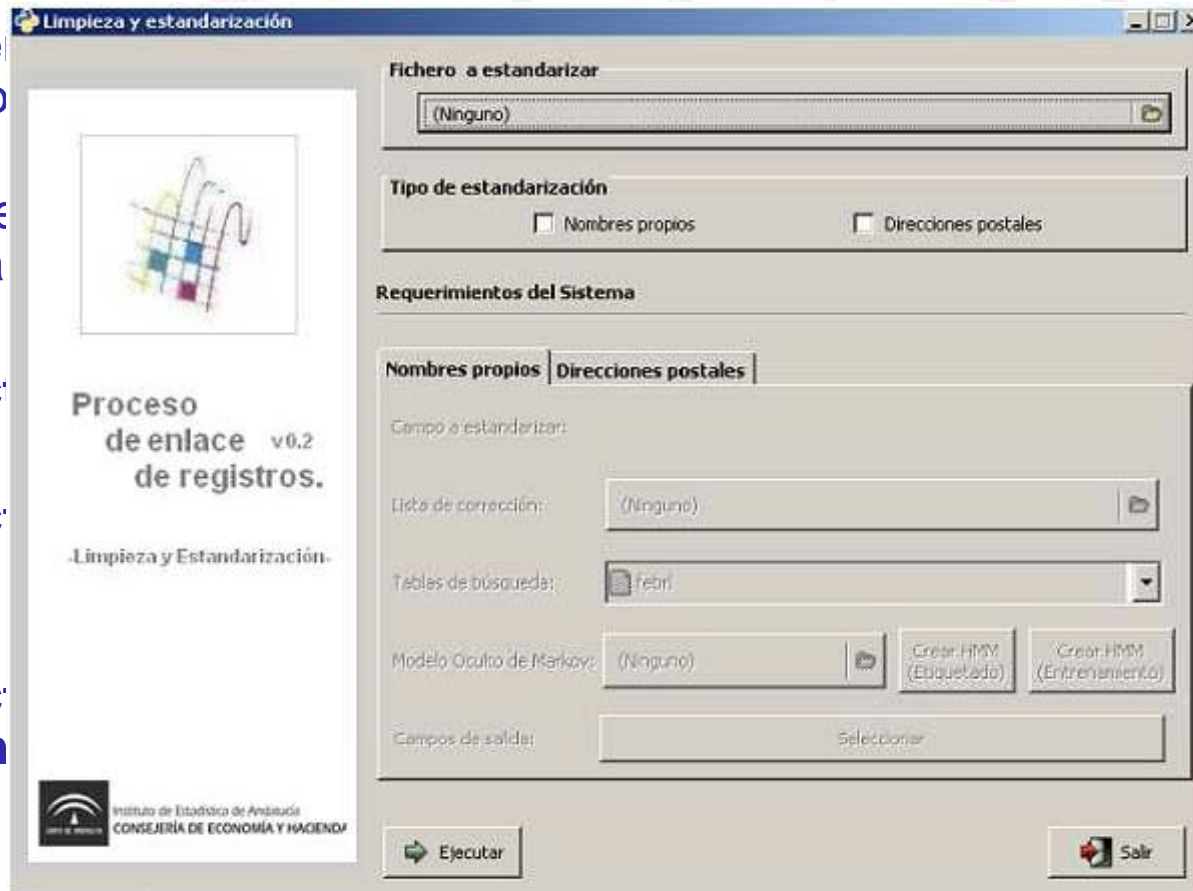 Limpieza y estandarización
Fichero a estandarizar
(Ninguno)
Tipo de estandarización
Nombres propios
Direcciones postales
Requerimientos del Sistema
Nombres propios
Direcciones postales
Campo a estandarizar:
Lista de corrección:
(Ninguno)
Tablas de búsqueda:
febrl
Modelo Oculto de Markov:
(Ninguno)
Crear HMM
(Etiquetado)
Crear HMM
(Entrenamiento)
Campos de salida:
Seleccionar
Ejecutar
Salir
Proceso
de enlace v0.2
de registros.
-Limpieza y Estandarización-
Instituto de Estadística de Andalucía
CONSEJERÍA DE ECONOMÍA Y HACIENDA